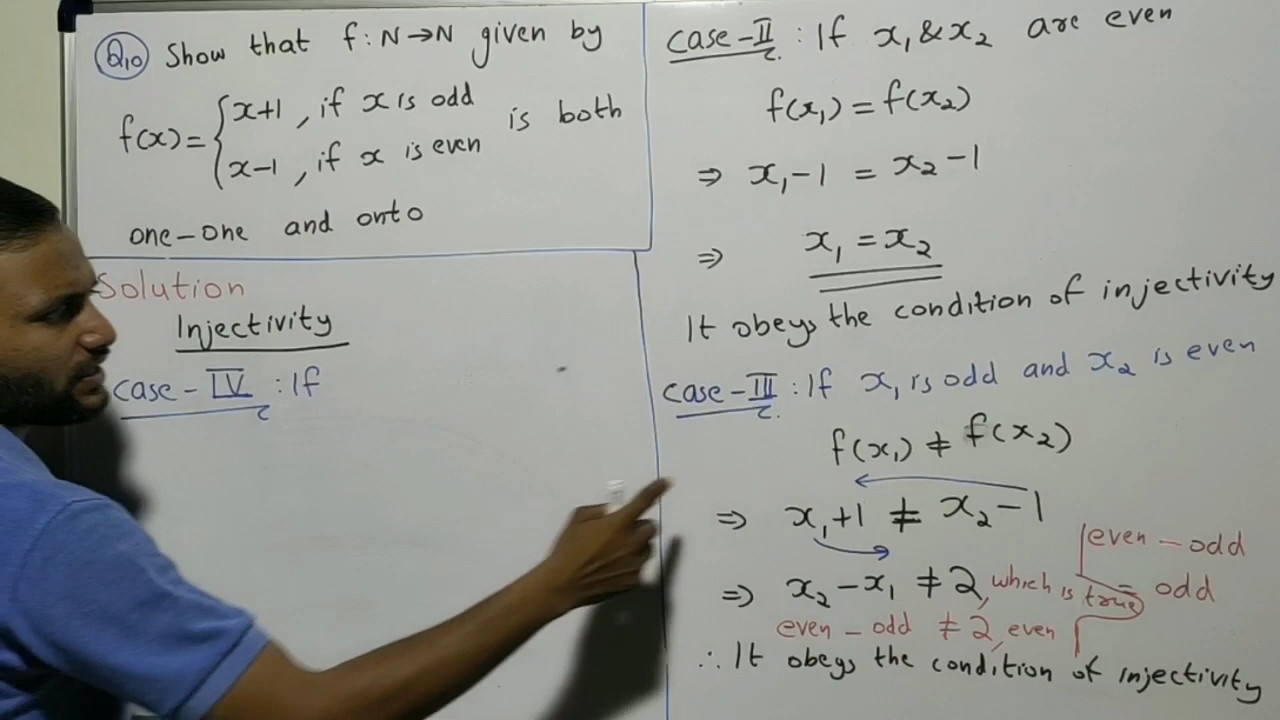 Q10 Show that f:N→N given by
f(x)= { x+1 , if x is odd
x-1 , if x is even
is both
one-one and onto
Solution
Injectivity
case-IV : If
case-II : If x₁ & x₂ are even
f(x₁) = f(x₂)
⇒ x₁-1 = x₂-1
⇒ x₁ = x₂
It obeys the condition of injectivity
case-III : If x₁ is odd and x₂ is even
f(x₁) ≠ f(x₂)
⇒ x₁+1 ≠ x₂-1
⇒ x₂-x₁ ≠ 2, which is true
even - odd
= odd
even - odd ≠ 2, even
∴ It obeys the condition of injectivity